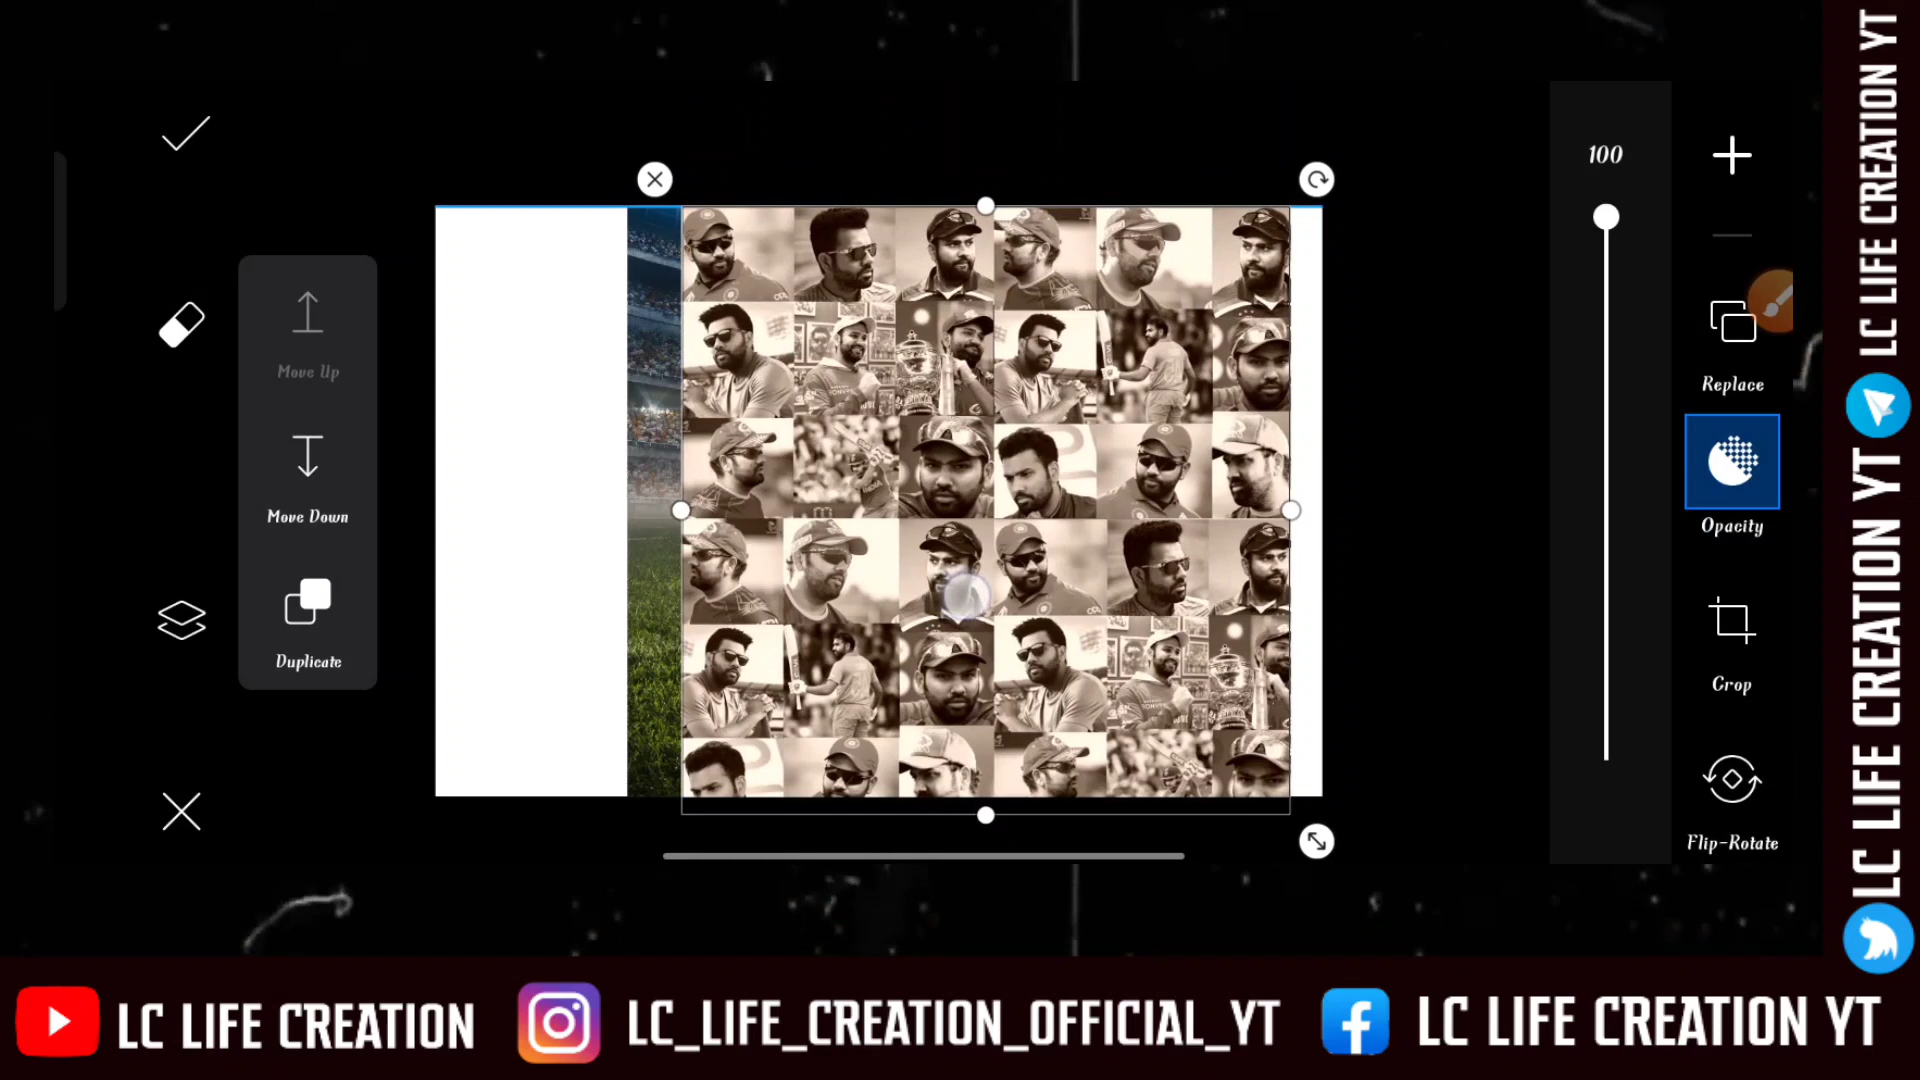 Move Up
Move Down
Duplicate
100
Replace
Opacity
Crop
Flip-Rotate
LC LIFE CREATION YT
LC LIFE CREATION YT
LC LIFE CREATION
LC_LIFE_CREATION_OFFICIAL_YT
LC LIFE CREATION YT